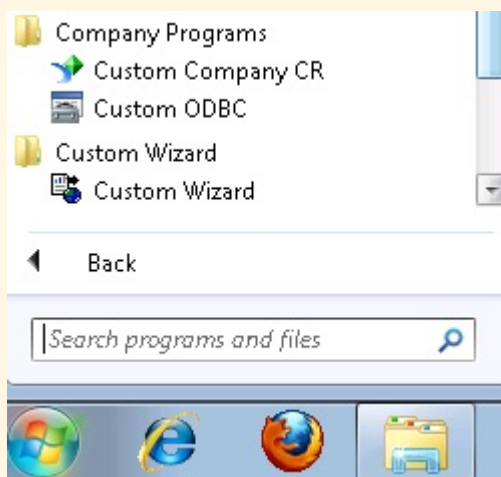 Company Programs
Custom Company CR
Custom ODBC
Custom Wizard
Custom Wizard
Back
Search programs and files